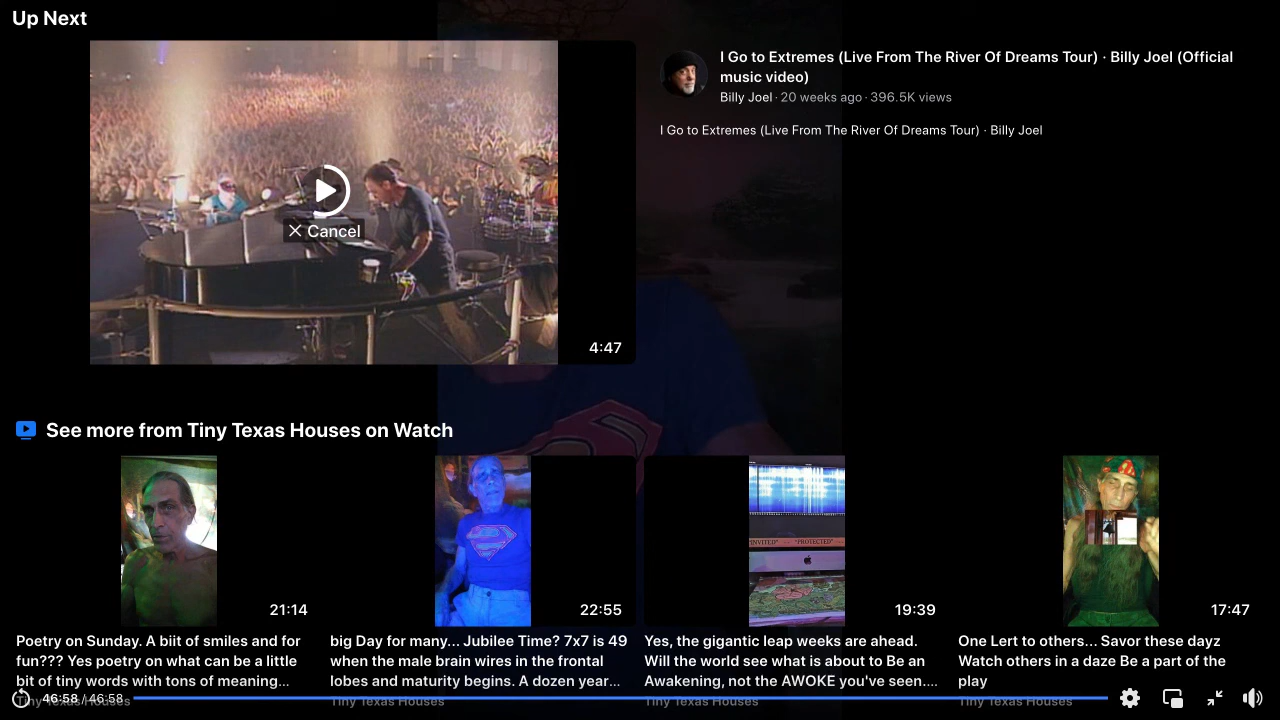 Up Next
I Go to Extremes (Live From The River Of Dreams Tour) · Billy Joel (Official
music video)
Billy Joel · 20 weeks ago · 396.5K views
I Go to Extremes (Live From The River Of Dreams Tour) · Billy Joel
Cancel
4:47
See more from Tiny Texas Houses on Watch
21:14
22:55
"INVITED" "PROTECTED"
19:39
17:47
Poetry on Sunday. A biit of smiles and for
fun??? Yes poetry on what can be a little
bit of tiny words with tons of meaning...
Tiny Texas Houses
big Day for many... Jubilee Time? 7x7 is 49
when the male brain wires in the frontal
lobes and maturity begins. A dozen year...
Tiny Texas Houses
Yes, the gigantic leap weeks are ahead.
Will the world see what is about to Be an
Awakening, not the AWOKE you've seen....
Tiny Texas Houses
One Lert to others... Savor these dayz
Watch others in a daze Be a part of the
play
Tiny Texas Houses
46:58 / 46:58